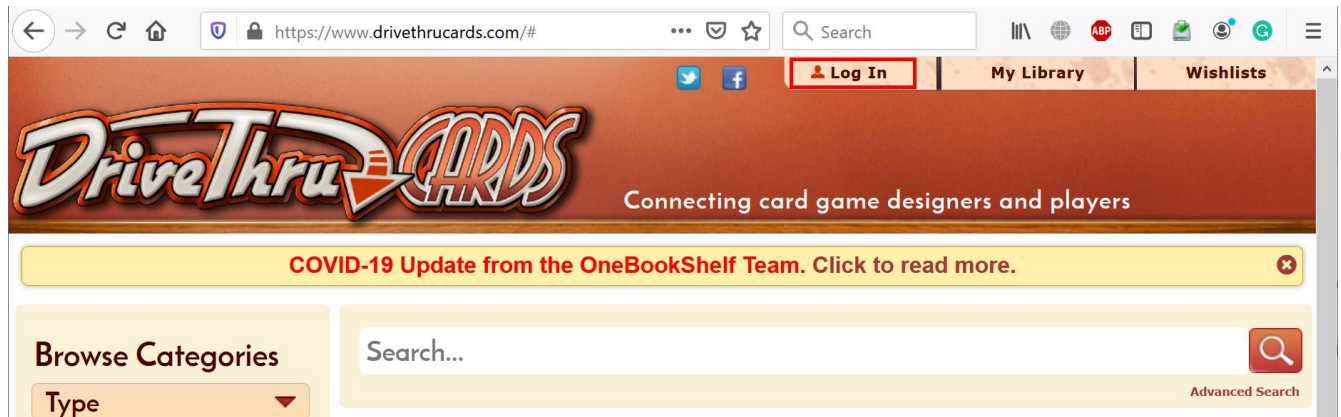 https://www.drivethrucards.com/#
Search
ABP
Log In
My Library
Wishlists
DriveThru CARDS
Connecting card game designers and players
COVID-19 Update from the OneBookShelf Team. Click to read more.
Browse Categories
Search...
Type
Advanced Search